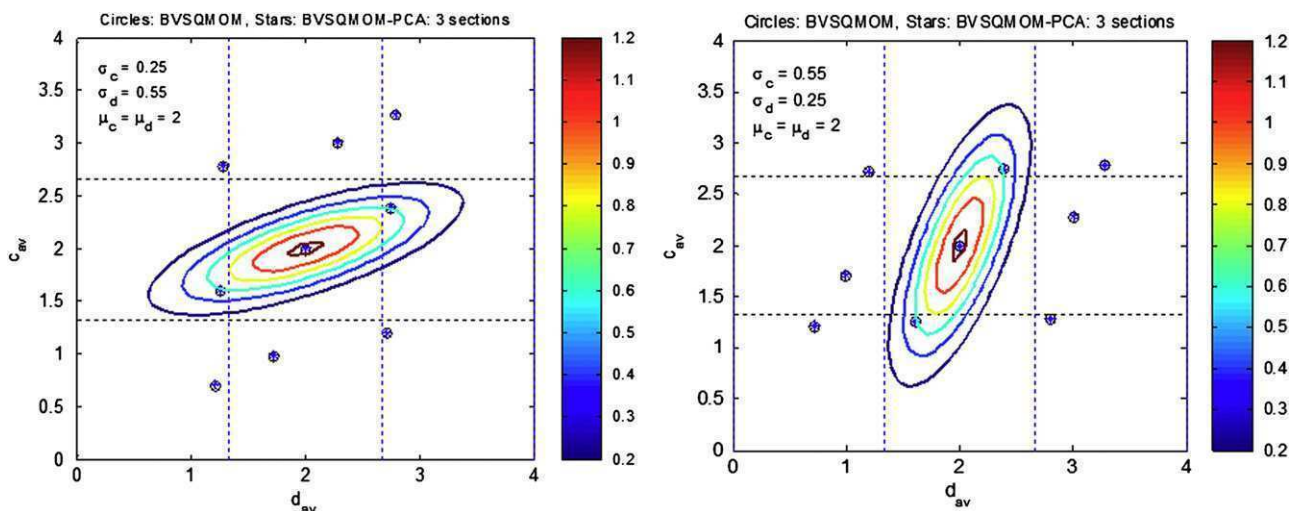 Circles: BVSQMOM, Stars: BVSQMOM-PCA: 3 sections
σc = 0.25
σd = 0.55
μc = μd = 2
cav
4
3.5
3
2.5
2
1.5
1
0.5
0
0 1 2 3 4
dav
1.2
1.1
1
0.9
0.8
0.7
0.6
0.5
0.4
0.3
0.2
Circles: BVSQMOM, Stars: BVSQMOM-PCA: 3 sections
σc = 0.55
σd = 0.25
μc = μd = 2
cav
4
3.5
3
2.5
2
1.5
1
0.5
0
0 1 2 3 4
dav
1.2
1.1
1
0.9
0.8
0.7
0.6
0.5
0.4
0.3
0.2